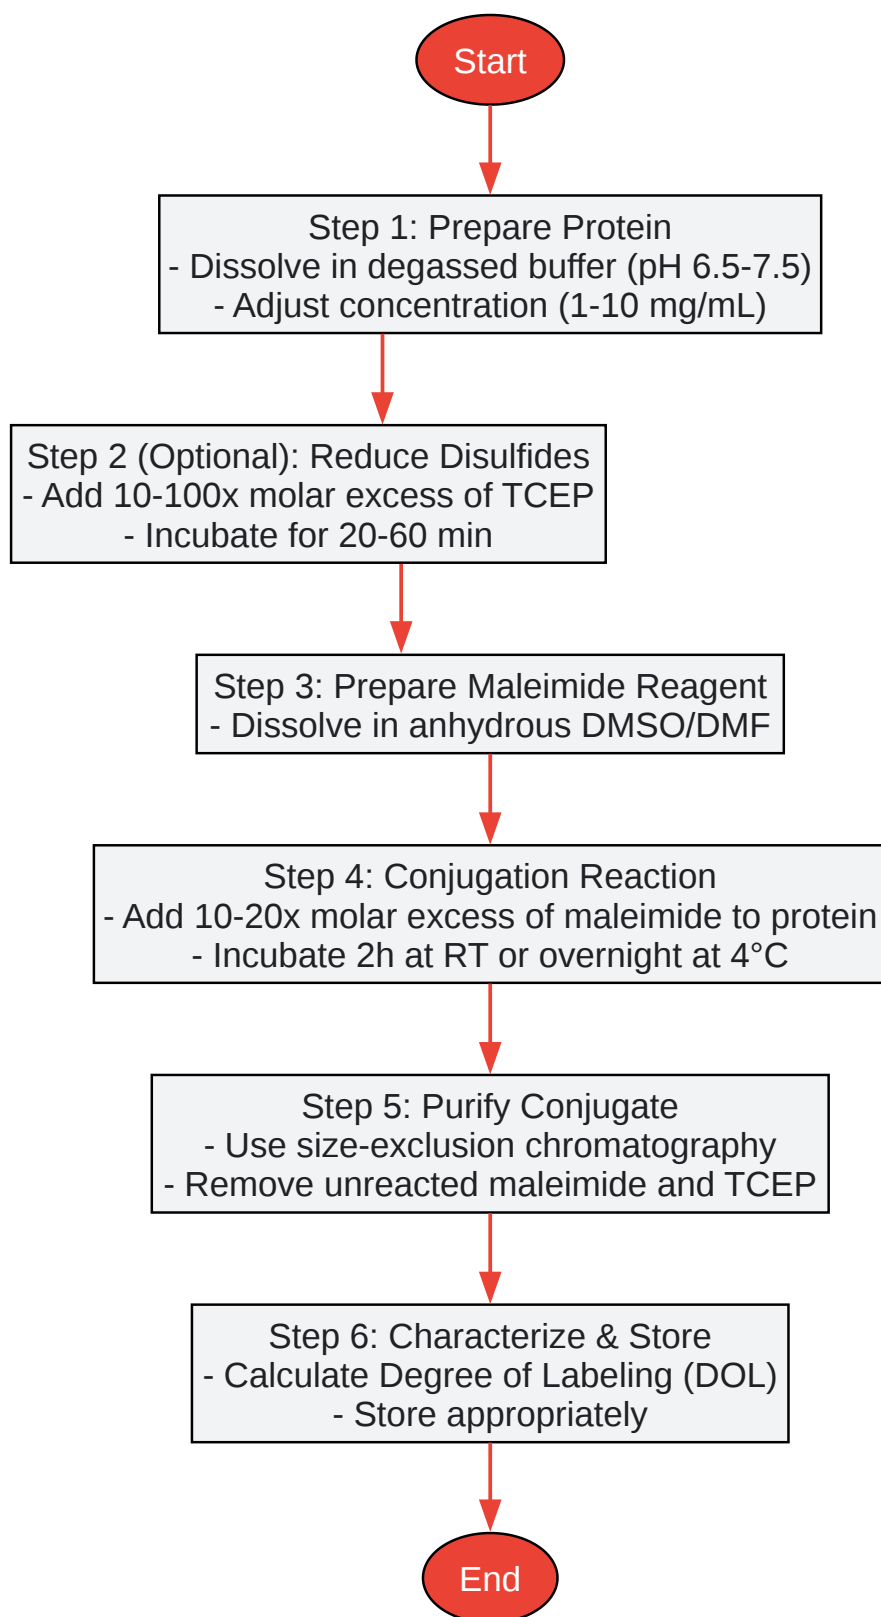 Start
Step 1: Prepare Protein
- Dissolve in degassed buffer (pH 6.5-7.5)
- Adjust concentration (1-10 mg/mL)
Step 2 (Optional): Reduce Disulfides
- Add 10-100x molar excess of TCEP
- Incubate for 20-60 min
Step 3: Prepare Maleimide Reagent
- Dissolve in anhydrous DMSO/DMF
Step 4: Conjugation Reaction
- Add 10-20x molar excess of maleimide to protein
- Incubate 2h at RT or overnight at 4°C
Step 5: Purify Conjugate
- Use size-exclusion chromatography
- Remove unreacted maleimide and TCEP
Step 6: Characterize & Store
- Calculate Degree of Labeling (DOL)
- Store appropriately
End